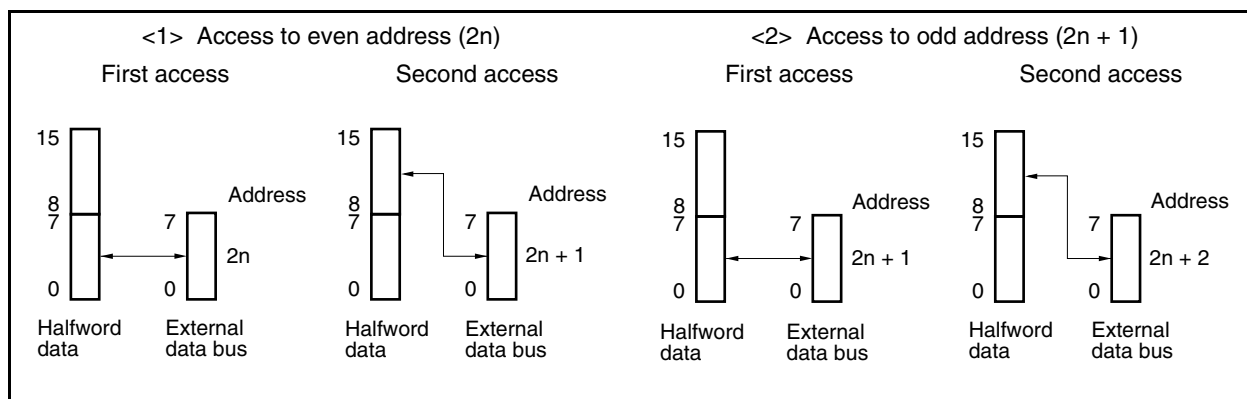 <1> Access to even address (2n)
First access
15
8
7
0
Halfword
data
Address
7
2n
0
External
data bus
Second access
15
8
7
0
Halfword
data
Address
7
2n + 1
0
External
data bus
<2> Access to odd address (2n + 1)
First access
15
8
7
0
Halfword
data
Address
7
2n + 1
0
External
data bus
Second access
15
8
7
0
Halfword
data
Address
7
2n + 2
0
External
data bus